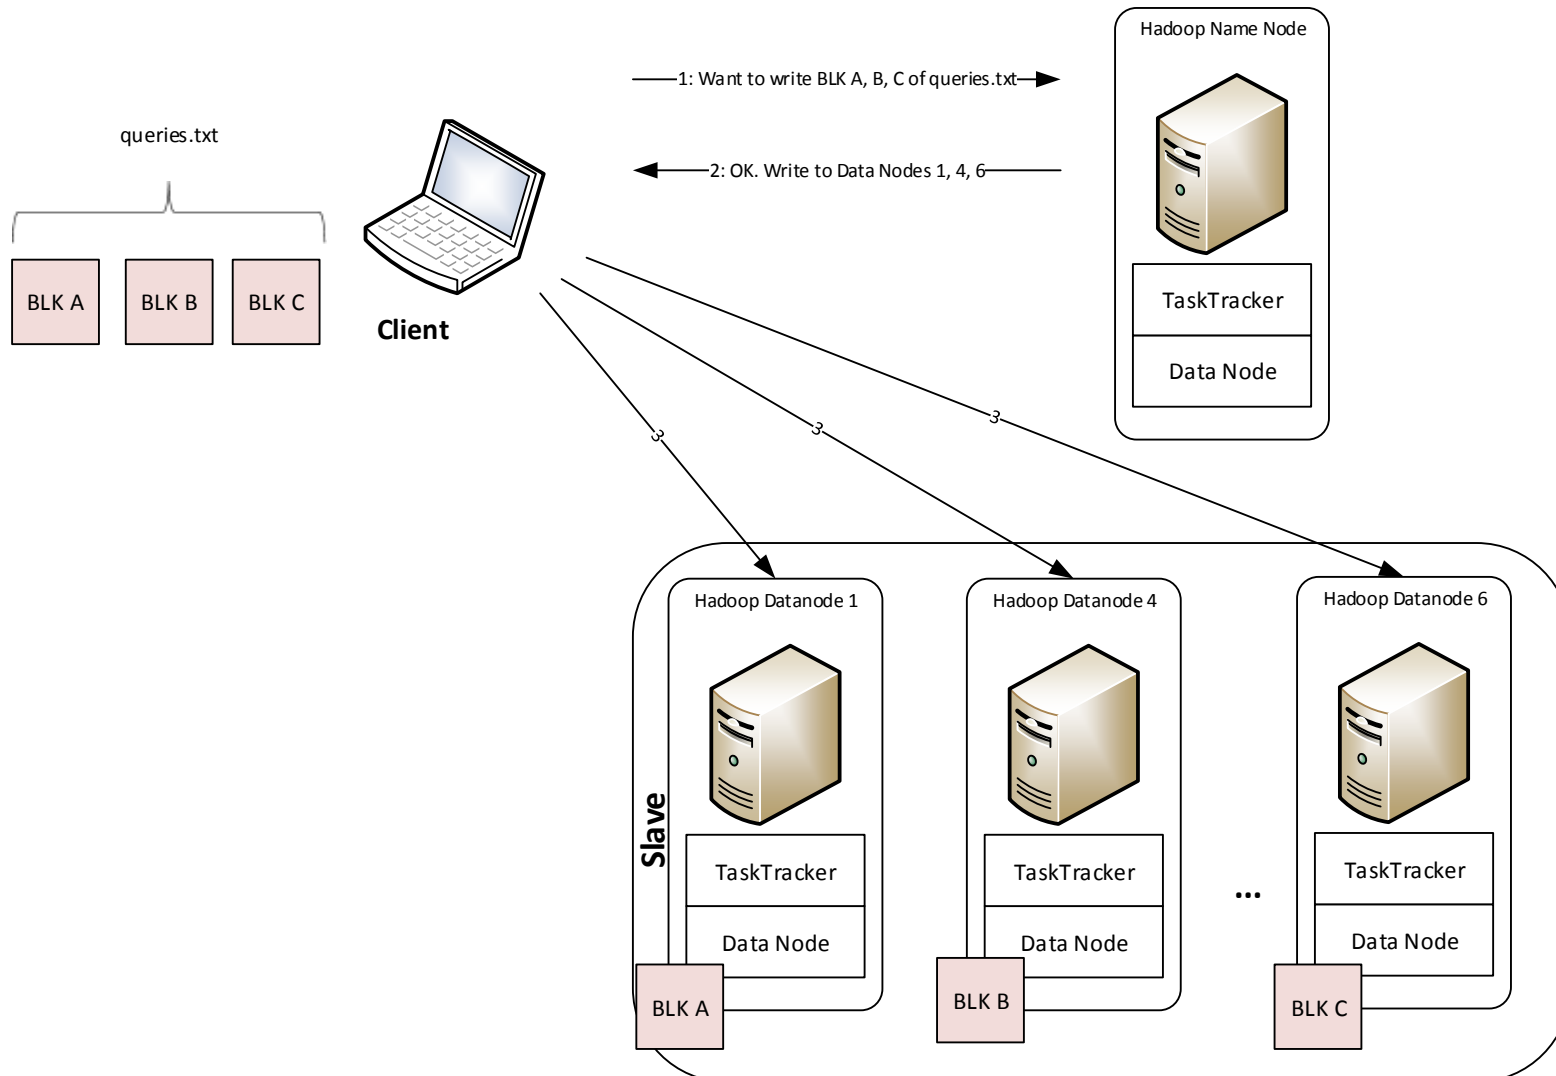 Hadoop Name Node
1: Want to write BLK A, B, C of queries.txt
queries.txt
2: OK. Write to Data Nodes 1, 4, 6
BLK A
BLK B
BLK C
Client
TaskTracker
Data Node
3
3
3
Slave
Hadoop Datanode 1
TaskTracker
Data Node
BLK A
Hadoop Datanode 4
TaskTracker
Data Node
BLK B
...
Hadoop Datanode 6
TaskTracker
Data Node
BLK C